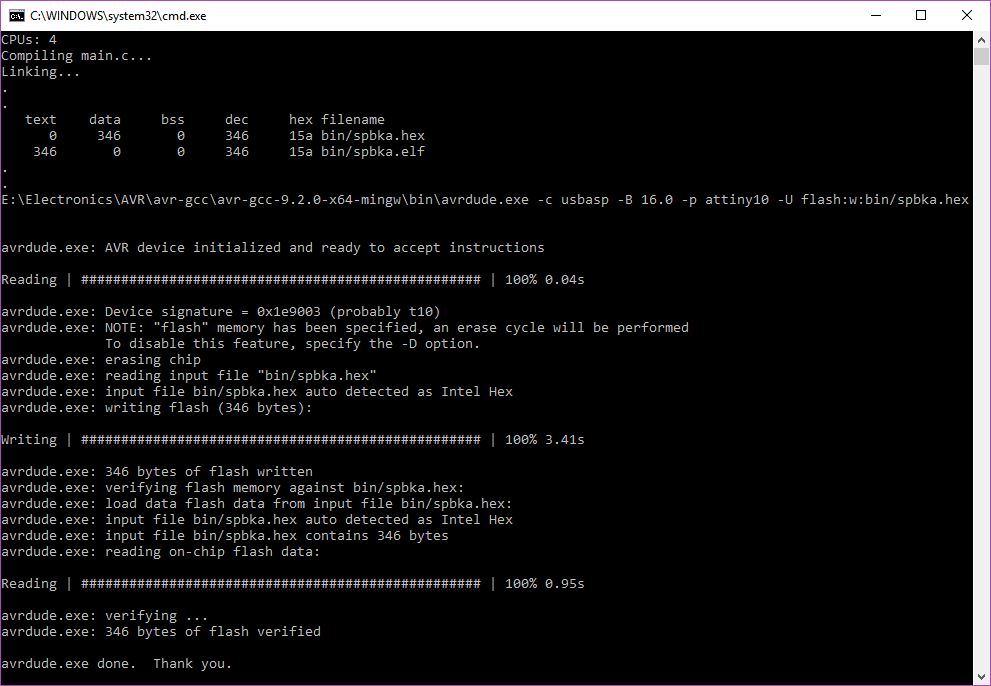 C:\WINDOWS\system32\cmd.exe
CPUs: 4
Compiling main.c...
Linking...
.
.
   text    data     bss     dec     hex filename
      0     346       0     346     15a bin/spbka.hex
    346       0       0     346     15a bin/spbka.elf
.
.
E:\Electronics\AVR\avr-gcc\avr-gcc-9.2.0-x64-mingw\bin\avrdude.exe -c usbasp -B 16.0 -p attiny10 -U flash:w:bin/spbka.hex
avrdude.exe: AVR device initialized and ready to accept instructions
Reading | ################################################## | 100% 0.04s
avrdude.exe: Device signature = 0x1e9003 (probably t10)
avrdude.exe: NOTE: "flash" memory has been specified, an erase cycle will be performed
             To disable this feature, specify the -D option.
avrdude.exe: erasing chip
avrdude.exe: reading input file "bin/spbka.hex"
avrdude.exe: input file bin/spbka.hex auto detected as Intel Hex
avrdude.exe: writing flash (346 bytes):
Writing | ################################################## | 100% 3.41s
avrdude.exe: 346 bytes of flash written
avrdude.exe: verifying flash memory against bin/spbka.hex:
avrdude.exe: load data flash data from input file bin/spbka.hex:
avrdude.exe: input file bin/spbka.hex auto detected as Intel Hex
avrdude.exe: input file bin/spbka.hex contains 346 bytes
avrdude.exe: reading on-chip flash data:
Reading | ################################################## | 100% 0.95s
avrdude.exe: verifying ...
avrdude.exe: 346 bytes of flash verified
avrdude.exe done.  Thank you.